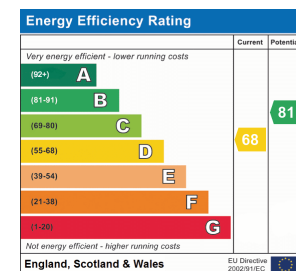 Energy Efficiency Rating
Current Potential
Very energy efficient - lower running costs
(92+) A
(81-91) B
81
(69-80) C
(55-68) D
68
(39-54) E
(21-38) F
(1-20) G
Not energy efficient - higher running costs
England, Scotland & Wales
EU Directive
2002/91/EC